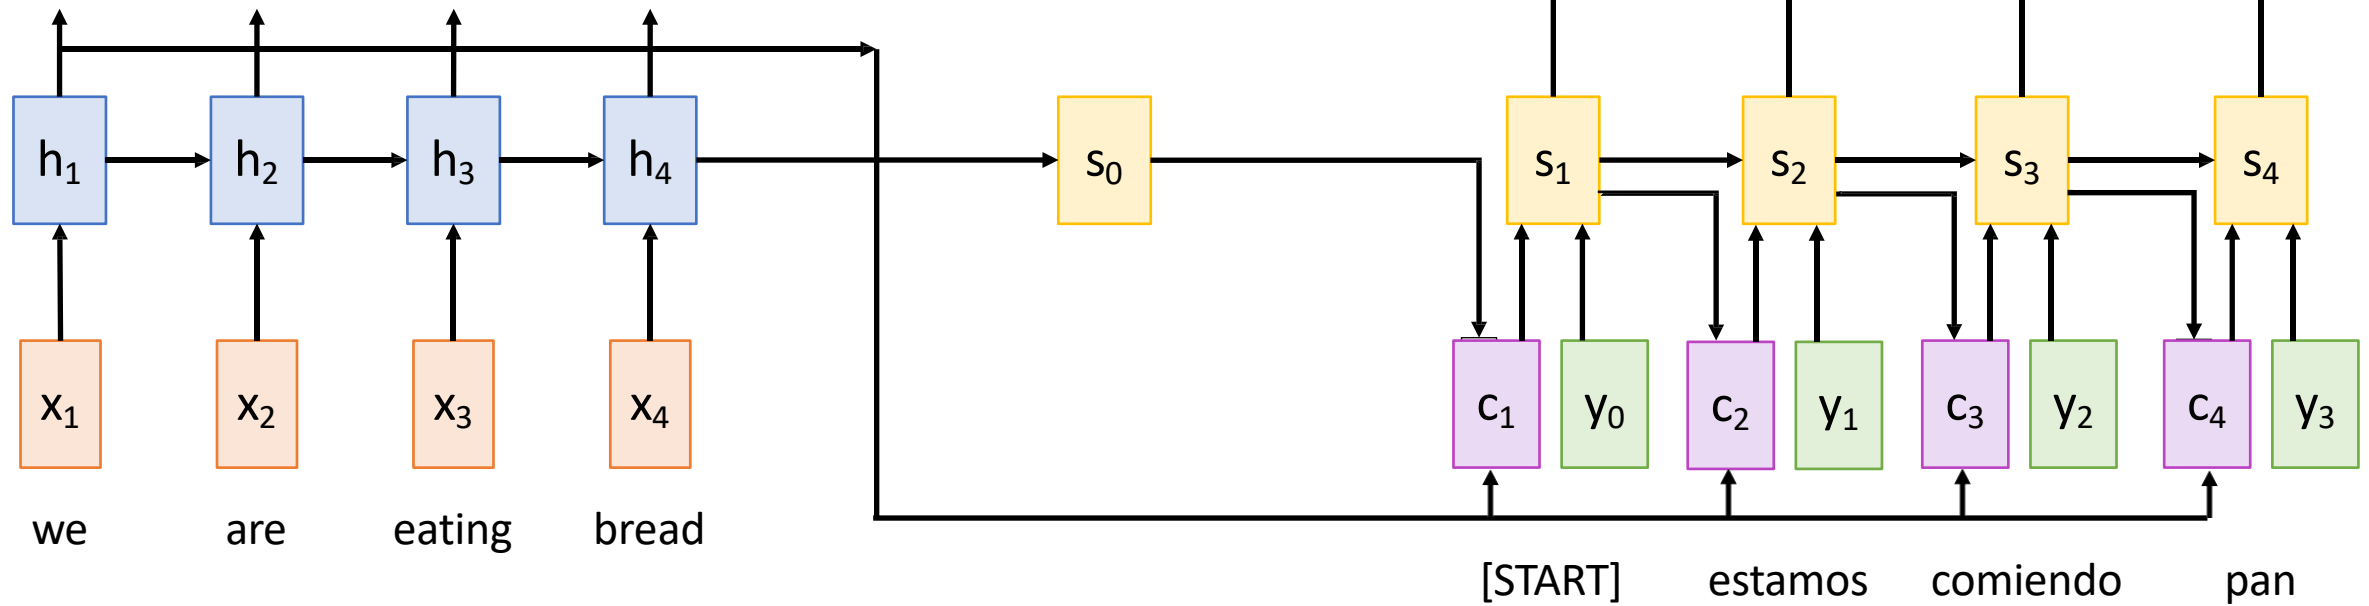 h₁ h₂ h₃ h₄ s₀ s₁ s₂ s₃ s₄
x₁ x₂ x₃ x₄ c₁ y₀ c₂ y₁ c₃ y₂ c₄ y₃
we are eating bread
[START] estamos comiendo pan